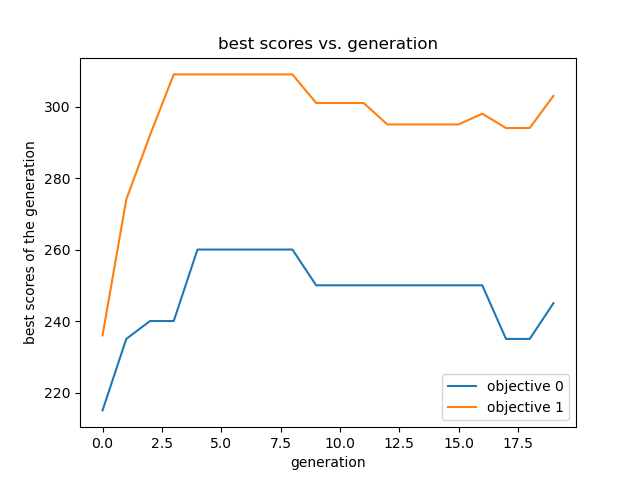 best scores vs. generation
best scores of the generation
300
280
260
240
220
objective 0
objective 1
0.0 2.5 5.0 7.5 10.0 12.5 15.0 17.5
generation